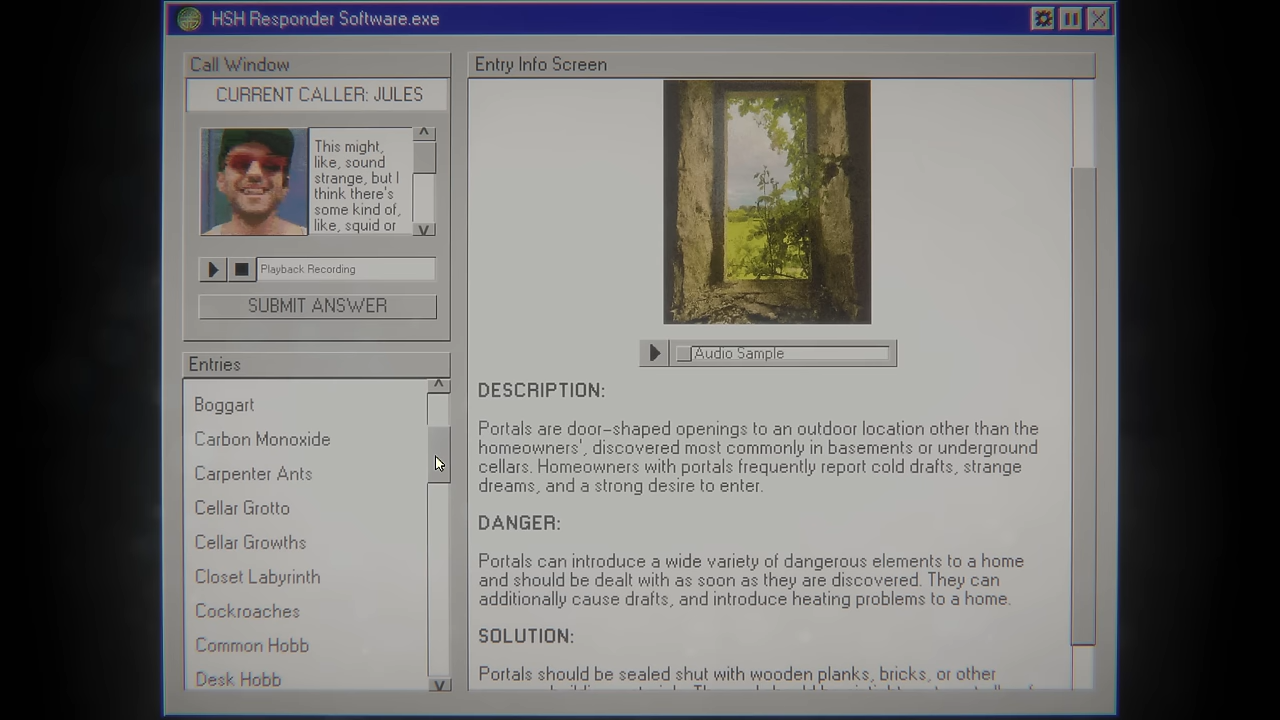 HSH Responder Software.exe
Call Window
CURRENT CALLER: JULES
This might,
like, sound
strange, but I
think there's
some kind of,
like, squid or
Playback Recording
SUBMIT ANSWER
Entries
Boggart
Carbon Monoxide
Carpenter Ants
Cellar Grotto
Cellar Growths
Closet Labyrinth
Cockroaches
Common Hobb
Desk Hobb
Entry Info Screen
Audio Sample
DESCRIPTION:
Portals are door-shaped openings to an outdoor location other than the
homeowners', discovered most commonly in basements or underground
cellars. Homeowners with portals frequently report cold drafts, strange
dreams, and a strong desire to enter.
DANGER:
Portals can introduce a wide variety of dangerous elements to a home
and should be dealt with as soon as they are discovered. They can
additionally cause drafts, and introduce heating problems to a home.
SOLUTION:
Portals should be sealed shut with wooden planks, bricks, or other